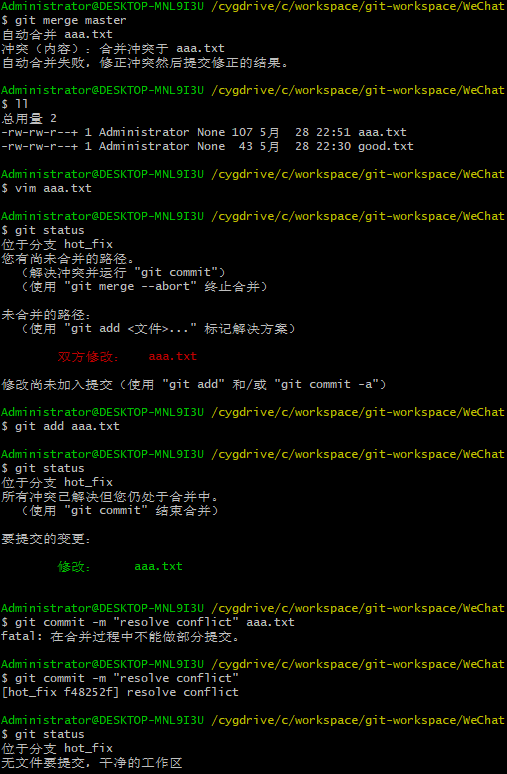 Administrator@DESKTOP-MNL9I3U /cygdrive/c/workspace/git-workspace/WeChat
$ git merge master
自动合并 aaa.txt
冲突（内容）：合并冲突于 aaa.txt
自动合并失败，修正冲突然后提交修正的结果。
Administrator@DESKTOP-MNL9I3U /cygdrive/c/workspace/git-workspace/WeChat
$ ll
总用量 2
-rw-rw-r--+ 1 Administrator None 107 5月  28 22:51 aaa.txt
-rw-rw-r--+ 1 Administrator None  43 5月  28 22:30 good.txt
Administrator@DESKTOP-MNL9I3U /cygdrive/c/workspace/git-workspace/WeChat
$ vim aaa.txt
Administrator@DESKTOP-MNL9I3U /cygdrive/c/workspace/git-workspace/WeChat
$ git status
位于分支 hot_fix
您有尚未合并的路径。
（解决冲突并运行 "git commit"）
（使用 "git merge --abort" 终止合并）
未合并的路径：
（使用 "git add <文件>..." 标记解决方案）
双方修改：   aaa.txt
修改尚未加入提交（使用 "git add" 和/或 "git commit -a"）
Administrator@DESKTOP-MNL9I3U /cygdrive/c/workspace/git-workspace/WeChat
$ git add aaa.txt
Administrator@DESKTOP-MNL9I3U /cygdrive/c/workspace/git-workspace/WeChat
$ git status
位于分支 hot_fix
所有冲突已解决但您仍处于合并中。
（使用 "git commit" 结束合并）
要提交的变更：
修改：     aaa.txt
Administrator@DESKTOP-MNL9I3U /cygdrive/c/workspace/git-workspace/WeChat
$ git commit -m "resolve conflict" aaa.txt
fatal: 在合并过程中不能做部分提交。
Administrator@DESKTOP-MNL9I3U /cygdrive/c/workspace/git-workspace/WeChat
$ git commit -m "resolve conflict"
[hot_fix f48252f] resolve conflict
Administrator@DESKTOP-MNL9I3U /cygdrive/c/workspace/git-workspace/WeChat
$ git status
位于分支 hot_fix
无文件要提交，干净的工作区